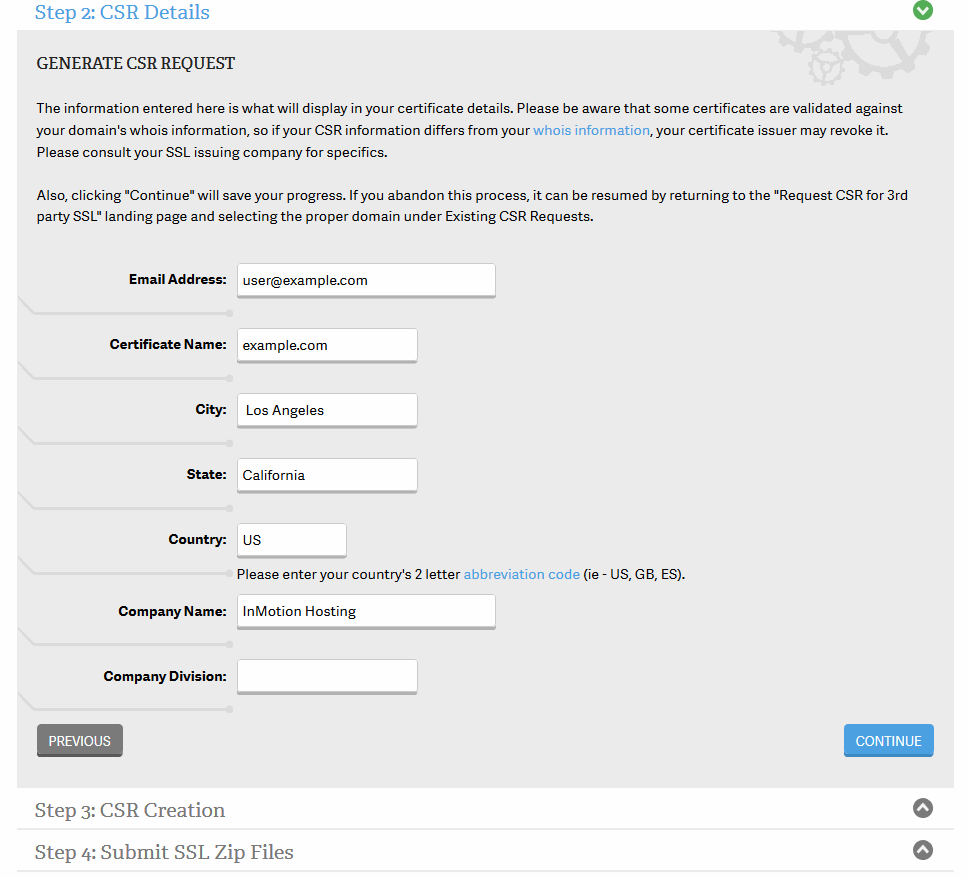 Step 2: CSR Details
GENERATE CSR REQUEST
The information entered here is what will display in your certificate details. Please be aware that some certificates are validated against
your domain's whois information, so if your CSR information differs from your whois information, your certificate issuer may revoke it.
Please consult your SSL issuing company for specifics.
Also, clicking "Continue" will save your progress. If you abandon this process, it can be resumed by returning to the "Request CSR for 3rd
party SSL" landing page and selecting the proper domain under Existing CSR Requests.
Email Address: user@example.com
Certificate Name: example.com
City: Los Angeles
State: California
Country: US
Please enter your country's 2 letter abbreviation code (ie - US, GB, ES).
Company Name: InMotion Hosting
Company Division:
PREVIOUS CONTINUE
Step 3: CSR Creation
Step 4: Submit SSL Zip Files